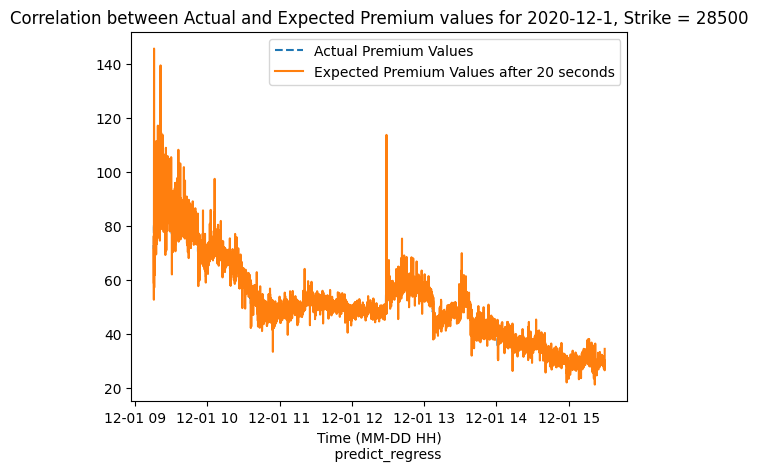 Correlation between Actual and Expected Premium values for 2020-12-1, Strike = 28500
Actual Premium Values
Expected Premium Values after 20 seconds
140
120
100
80
60
40
20
12-01 09 12-01 10 12-01 11 12-01 12 12-01 13 12-01 14 12-01 15
Time (MM-DD HH)
predict_regress